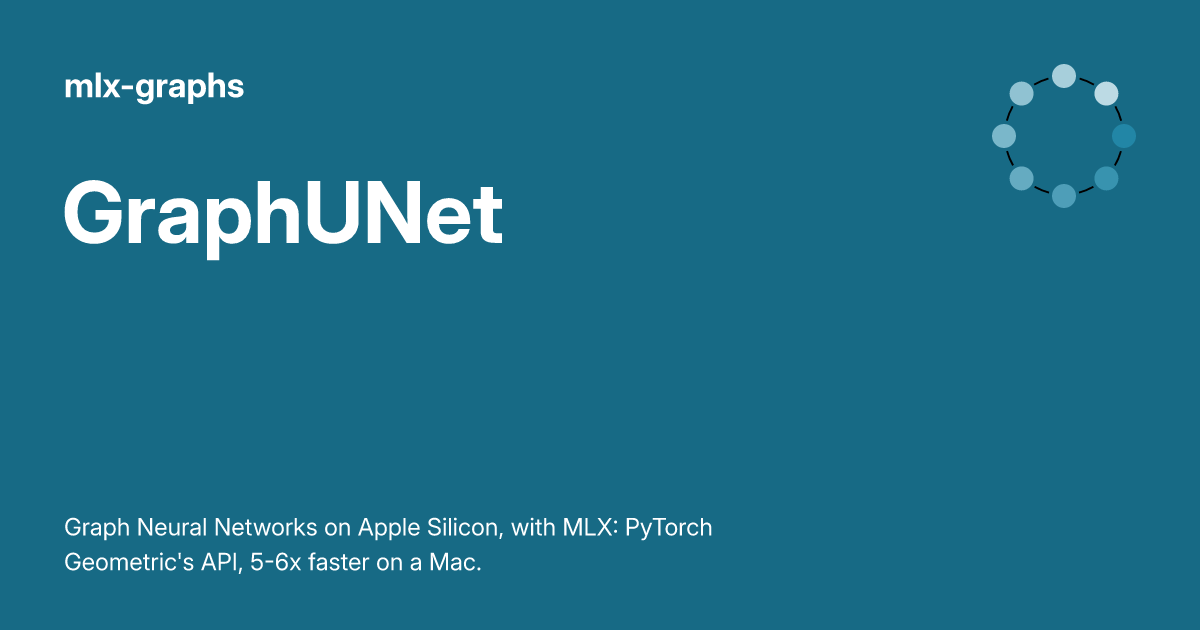 mlx-graphs
GraphUNet
Graph Neural Networks on Apple Silicon, with MLX: PyTorch
Geometric's API, 5-6x faster on a Mac.